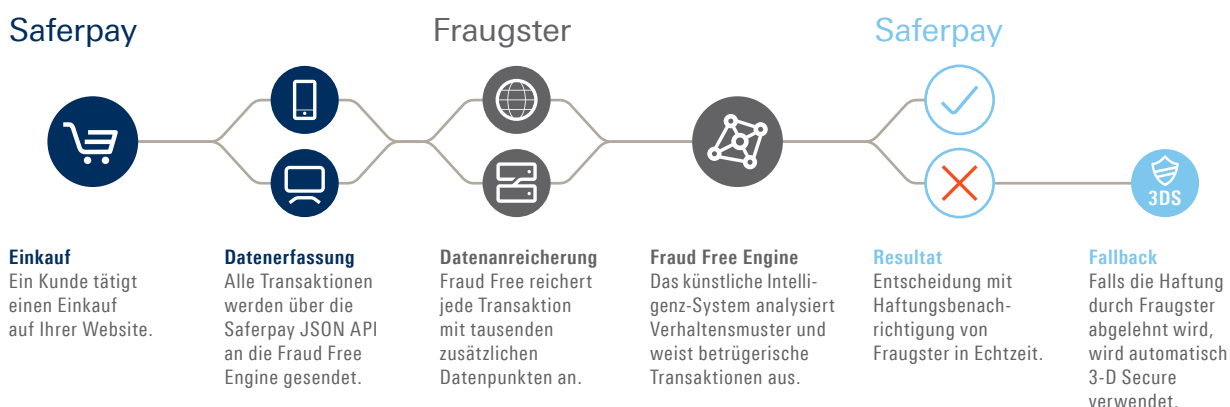 Saferpay
Fraugster
Saferpay
3DS
Einkauf
Ein Kunde tätigt
einen Einkauf
auf Ihrer Website.
Datenerfassung
Alle Transaktionen
werden über die
Saferpay JSON API
an die Fraud Free
Engine gesendet.
Datenanreicherung
Fraud Free reichert
jede Transaktion
mit tausenden
zusätzlichen
Datenpunkten an.
Fraud Free Engine
Das künstliche Intelli-
genz-System analysiert
Verhaltensmuster und
weist betrügerische
Transaktionen aus.
Resultat
Entscheidung mit
Haftungsbenach-
richtigung von
Fraugster in Echtzeit.
Fallback
Falls die Haftung
durch Fraugster
abgelehnt wird,
wird automatisch
3-D Secure
verwendet.